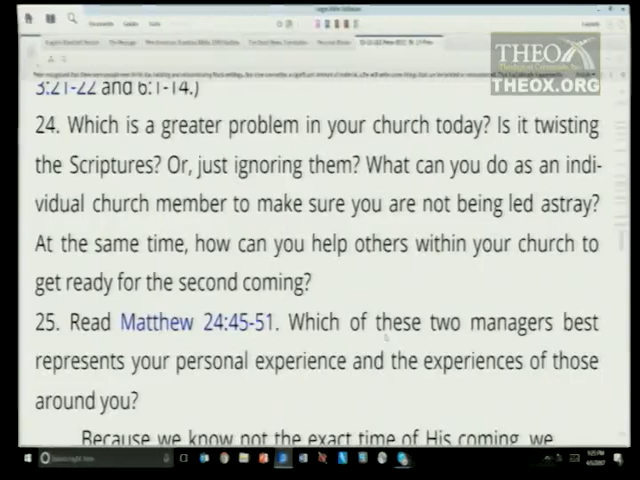 THEOX
THEOX.ORG
3:21-22 and 6:1-14.)
24. Which is a greater problem in your church today? Is it twisting
the Scriptures? Or, just ignoring them? What can you do as an indi-
vidual church member to make sure you are not being led astray?
At the same time, how can you help others within your church to
get ready for the second coming?
25. Read Matthew 24:45-51. Which of these two managers best
represents your personal experience and the experiences of those
around you?
Because we know not the exact time of His coming, we